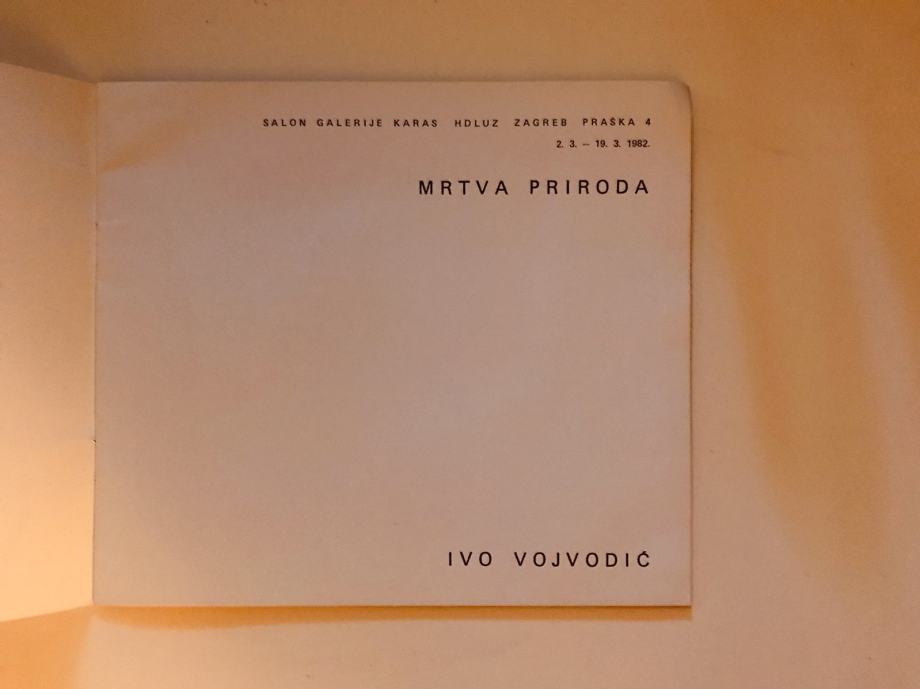 SALON GALERIJE KARAS HDLUZ ZAGREB PRAŠKA 4
2. 3. – 19. 3. 1982.
MRTVA PRIRODA
IVO VOJVODIĆ